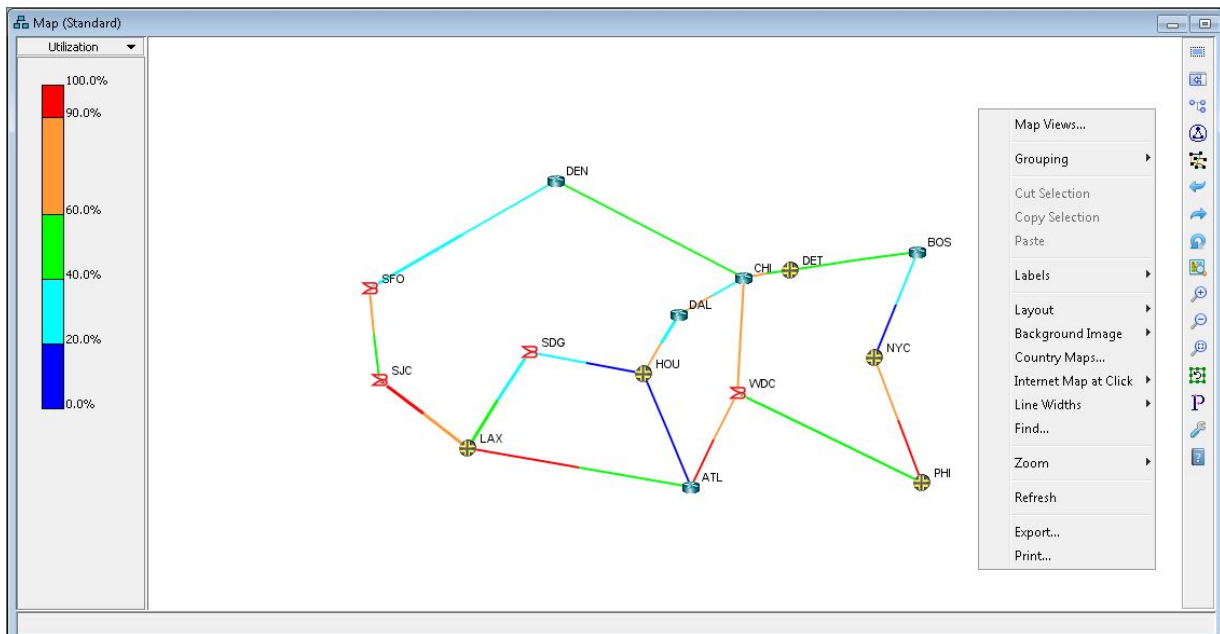 Map (Standard)
Utilization
100.0%
90.0%
60.0%
40.0%
20.0%
0.0%
DEN
SFO
SJC
LAX
SDG
HOU
DAL
CHI
DET
BOS
NYC
WDC
ATL
PHI
Map Views...
Grouping
Cut Selection
Copy Selection
Paste
Labels
Layout
Background Image
Country Maps...
Internet Map at Click
Line Widths
Find...
Zoom
Refresh
Export...
Print...
P
?